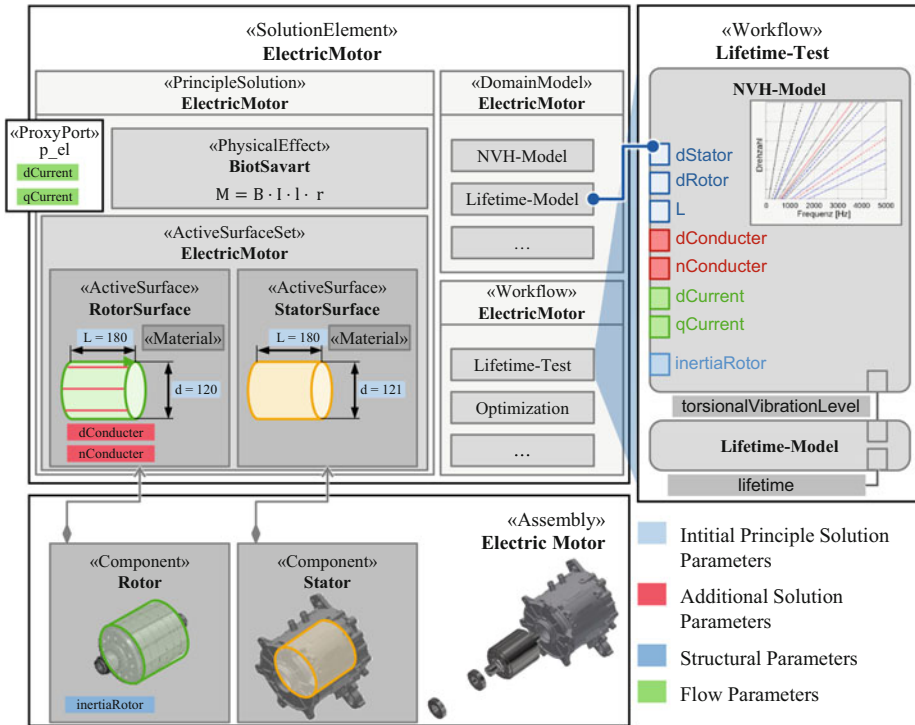 «SolutionElement»
ElectricMotor
«PrincipleSolution»
ElectricMotor
«ProxyPort»
p_el
dCurrent
qCurrent
«PhysicalEffect»
BiotSavart
M = B · I · l · r
«ActiveSurfaceSet»
ElectricMotor
«ActiveSurface»
RotorSurface
L = 180
«Material»
d = 120
dConducter
nConducter
«ActiveSurface»
StatorSurface
L = 180
«Material»
d = 121
«DomainModel»
ElectricMotor
NVH-Model
Lifetime-Model
...
«Workflow»
ElectricMotor
Lifetime-Test
Optimization
...
«Workflow»
Lifetime-Test
NVH-Model
Drehzahl
0 1000 2000 3000 4000 5000
Frequenz [Hz]
dStator
dRotor
L
dConducter
nConducter
dCurrent
qCurrent
inertiaRotor
torsionalVibrationLevel
Lifetime-Model
lifetime
«Assembly»
Electric Motor
«Component»
Rotor
inertiaRotor
«Component»
Stator
Intitial Principle Solution
Parameters
Additional Solution
Parameters
Structural Parameters
Flow Parameters